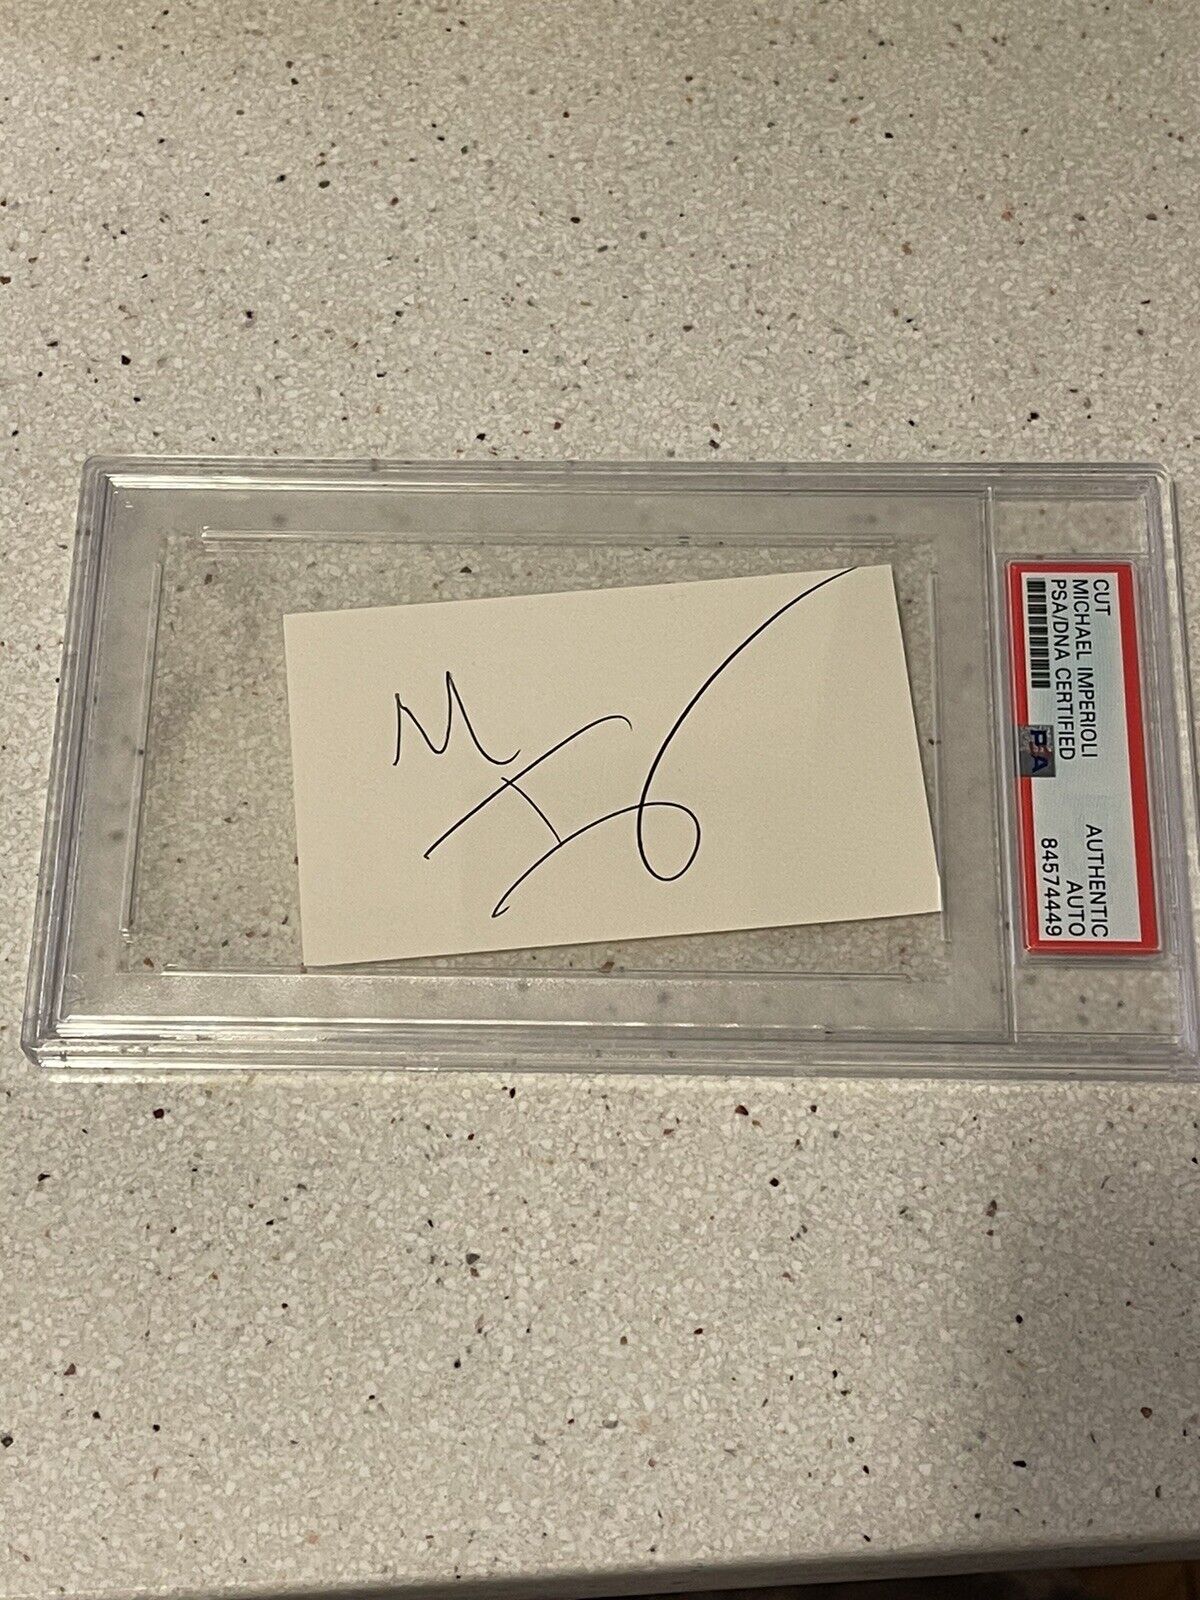 CUT
MICHAEL IMPERIOLI
PSA/DNA CERTIFIED
PSA
AUTHENTIC
AUTO
84574449